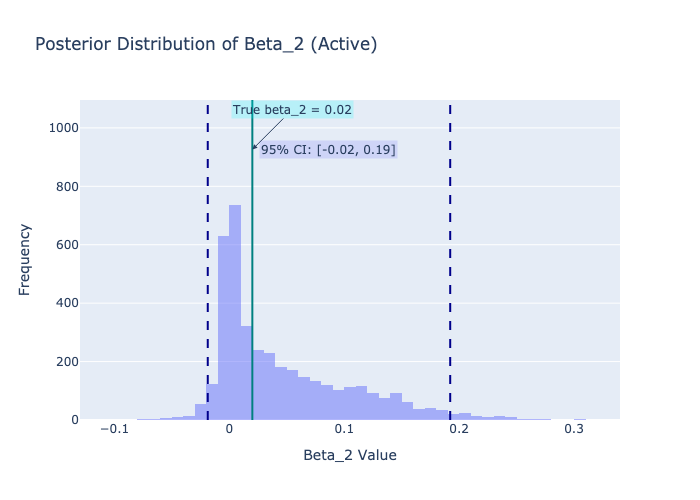 Posterior Distribution of Beta_2 (Active)
True beta_2 = 0.02
95% CI: [-0.02, 0.19]
1000
800
600
400
200
0
Frequency
−0.1
0
0.1
0.2
0.3
Beta_2 Value